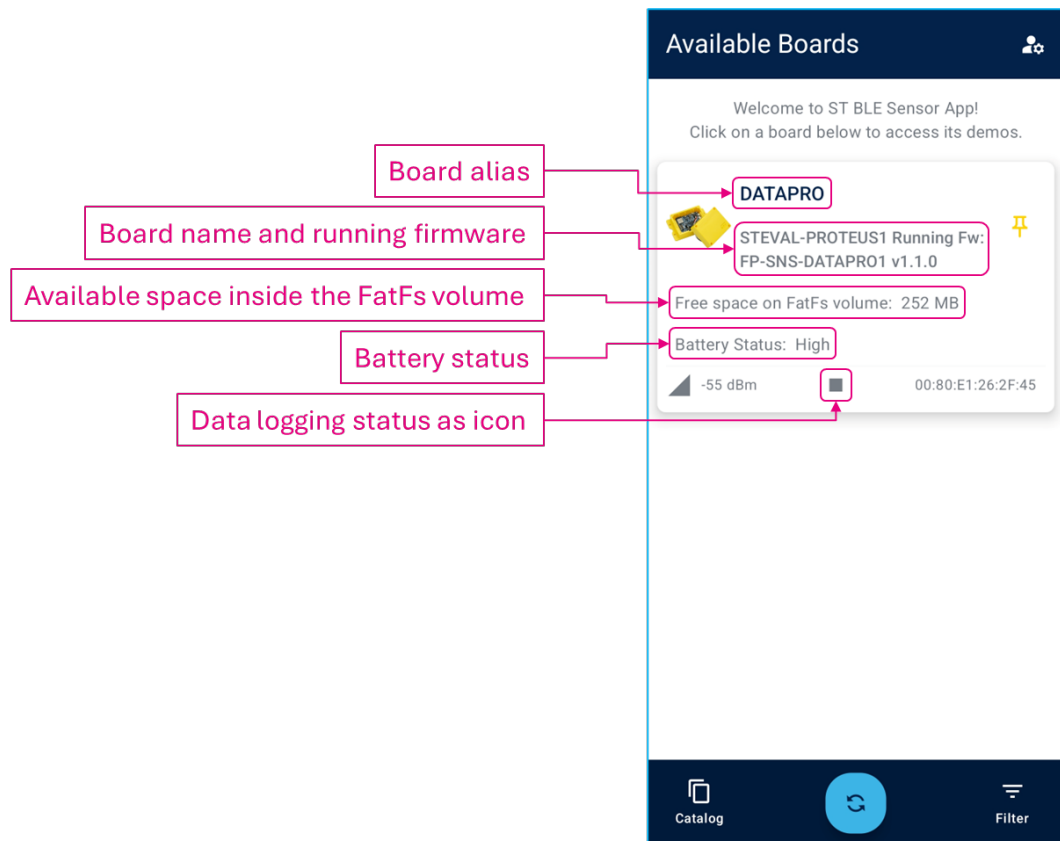 Available Boards
Welcome to ST BLE Sensor App!
Click on a board below to access its demos.
Board alias
DATAPRO
Board name and running firmware
STEVAL-PROTEUS1 Running Fw:
FP-SNS-DATAPRO1 v1.1.0
Available space inside the FatFs volume
Free space on FatFs volume: 252 MB
Battery status
Battery Status: High
-55 dBm
00:80:E1:26:2F:45
Data logging status as icon
Catalog
Filter